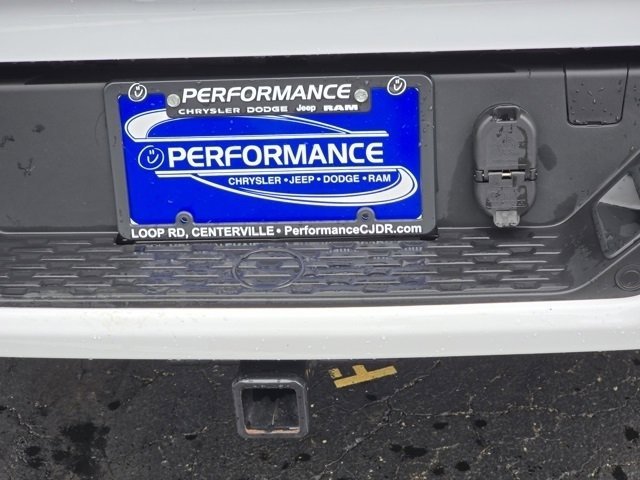 PERFORMANCE
CHRYSLER DODGE Jeep RAM
PERFORMANCE
CHRYSLER • JEEP • DODGE • RAM
LOOP RD, CENTERVILLE • PerformanceCJDR.com